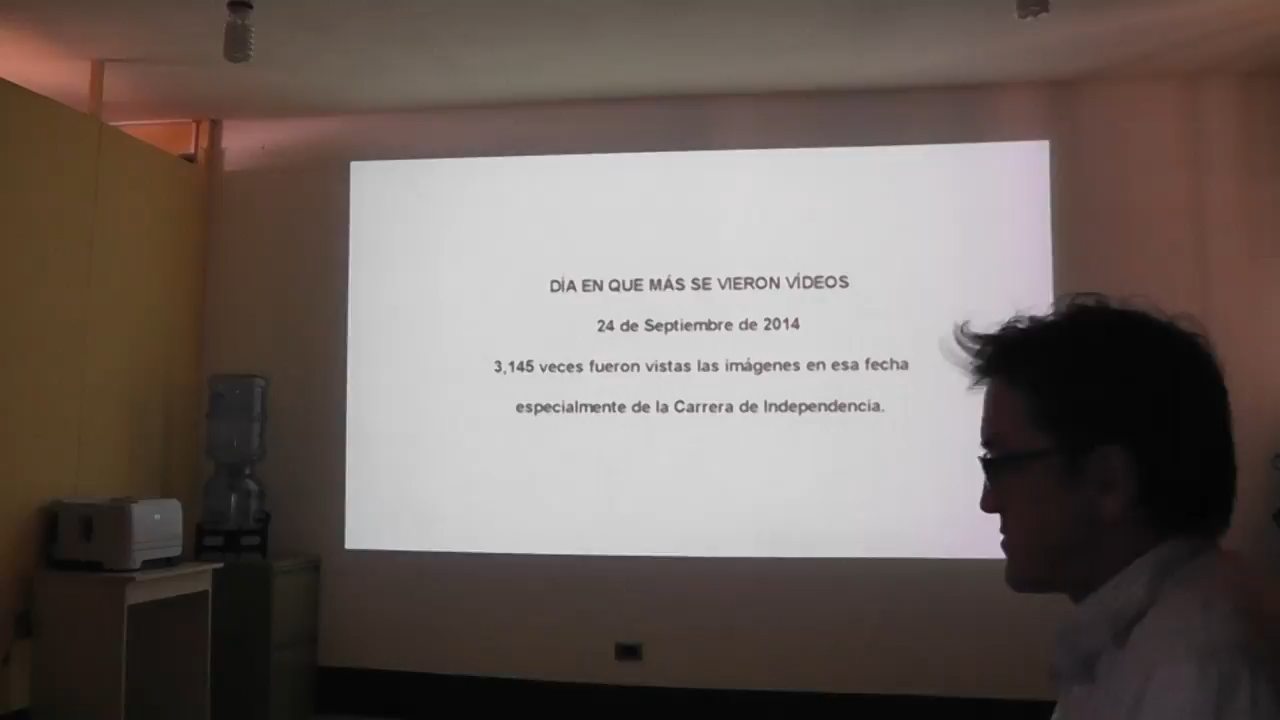 DÍA EN QUE MÁS SE VIERON VÍDEOS
24 de Septiembre de 2014
3,145 veces fueron vistas las imágenes en esa fecha
especialmente de la Carrera de Independencia.